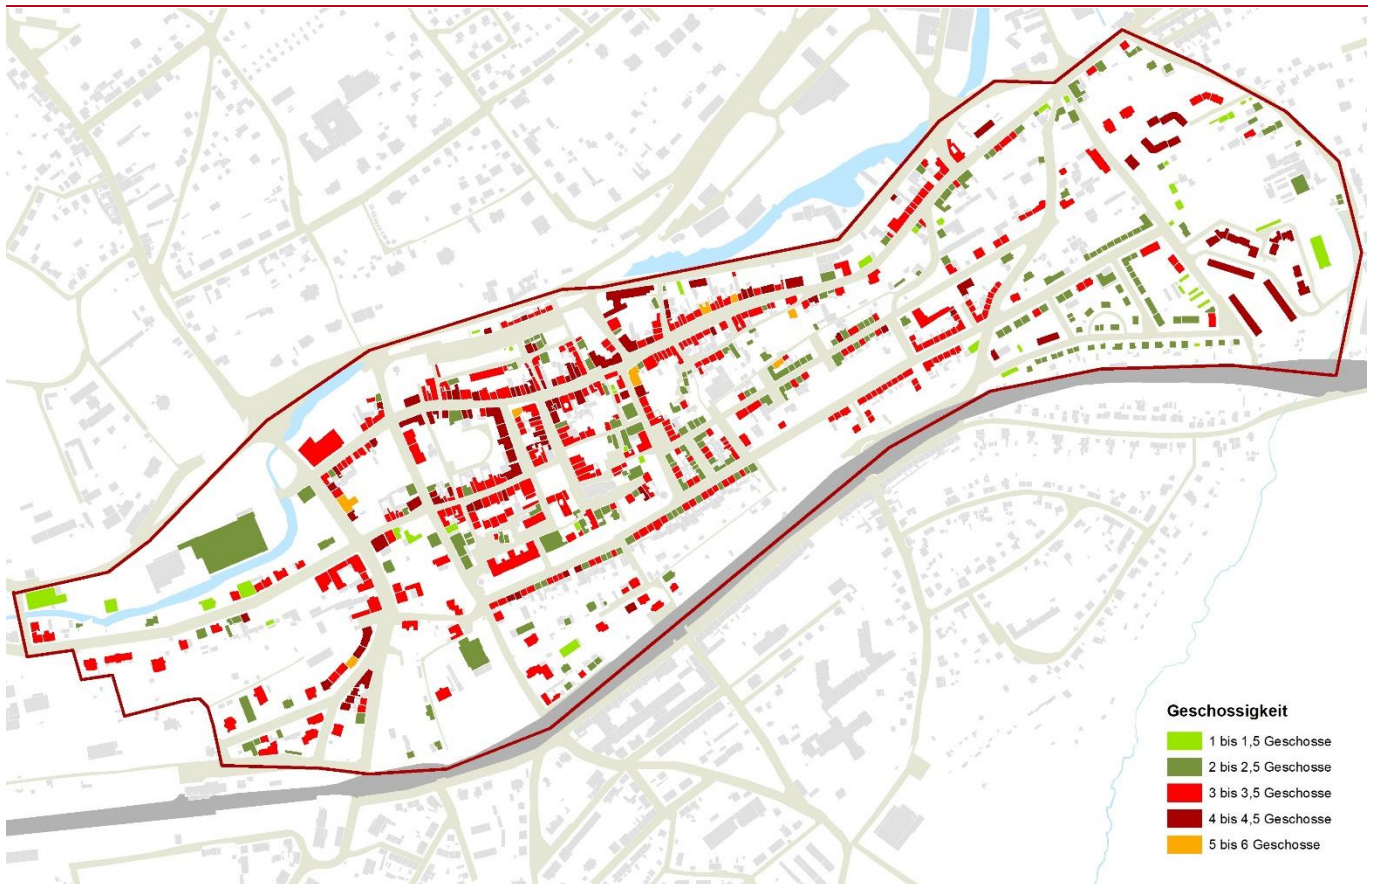 Geschossigkeit
1 bis 1,5 Geschosse
2 bis 2,5 Geschosse
3 bis 3,5 Geschosse
4 bis 4,5 Geschosse
5 bis 6 Geschosse